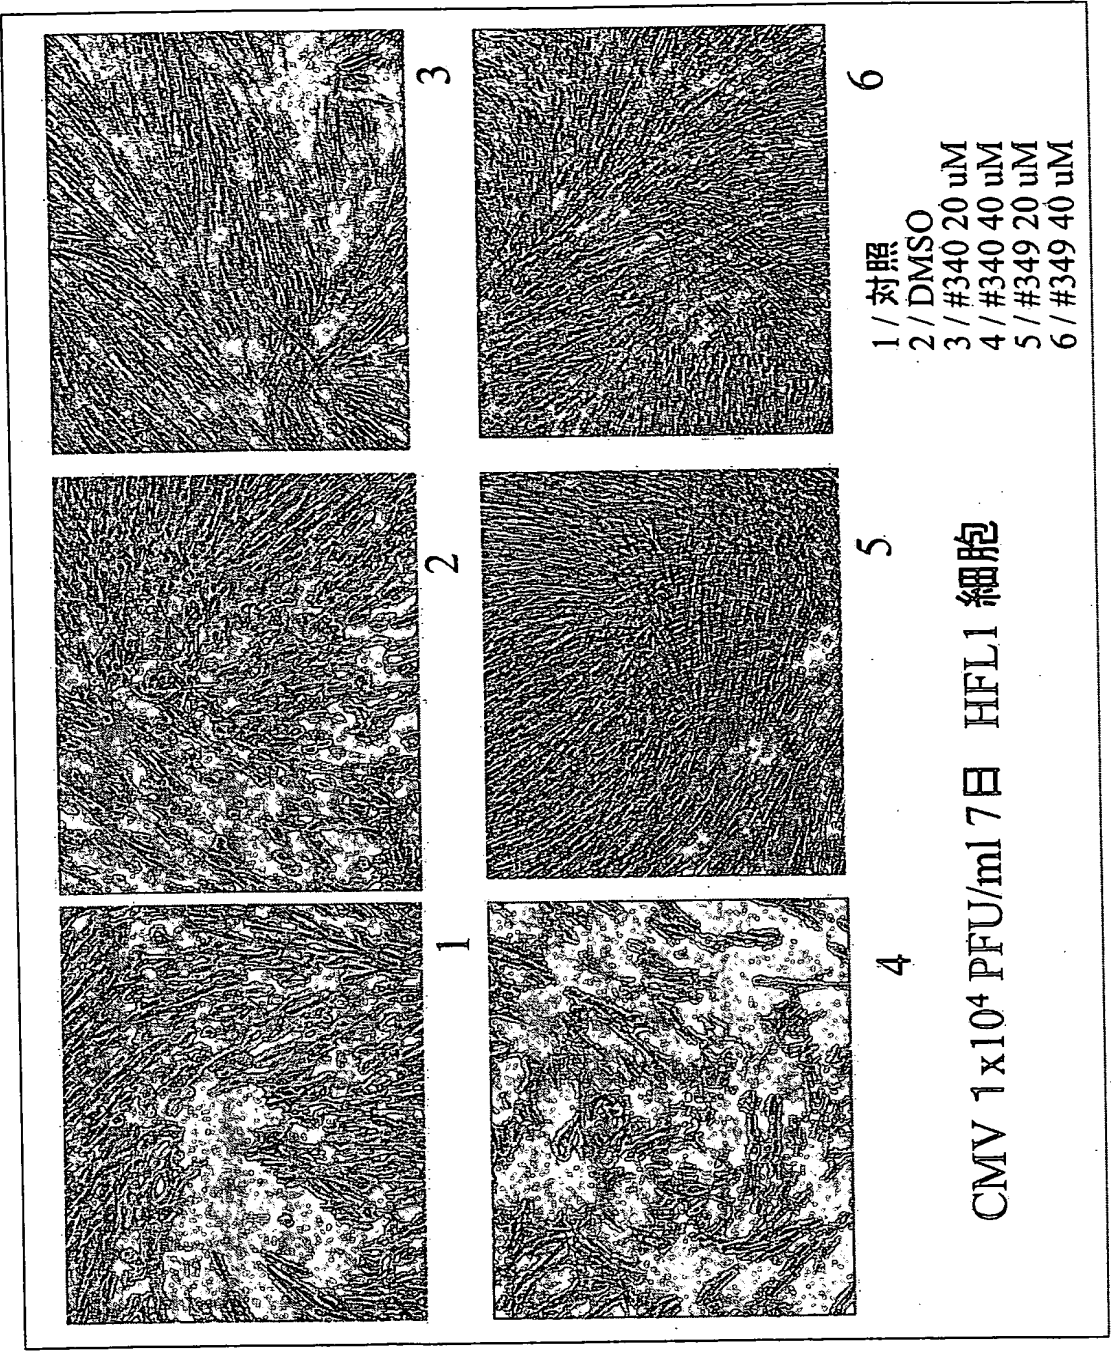 1
2
3
4
5
6
1 / 対照
2 / DMSO
3 / #340 20 uM
4 / #340 40 uM
5 / #349 20 uM
6 / #349 40 uM
CMV 1x10⁴ PFU/ml 7日 HFL1 細胞